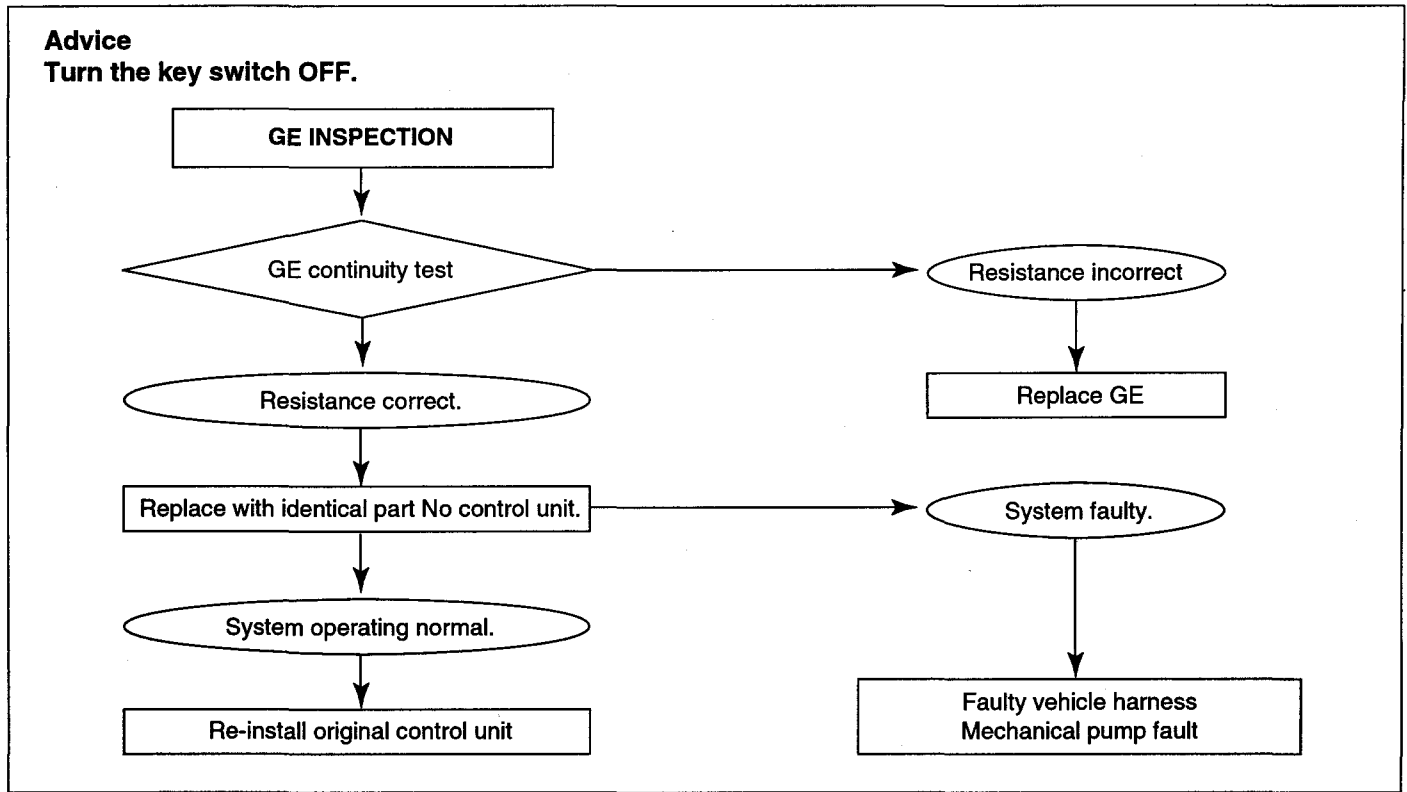 Advice
Turn the key switch OFF.
GE INSPECTION
GE continuity test
Resistance incorrect
Replace GE
Resistance correct.
Replace with identical part No control unit.
System faulty.
System operating normal.
Faulty vehicle harness
Mechanical pump fault
Re-install original control unit